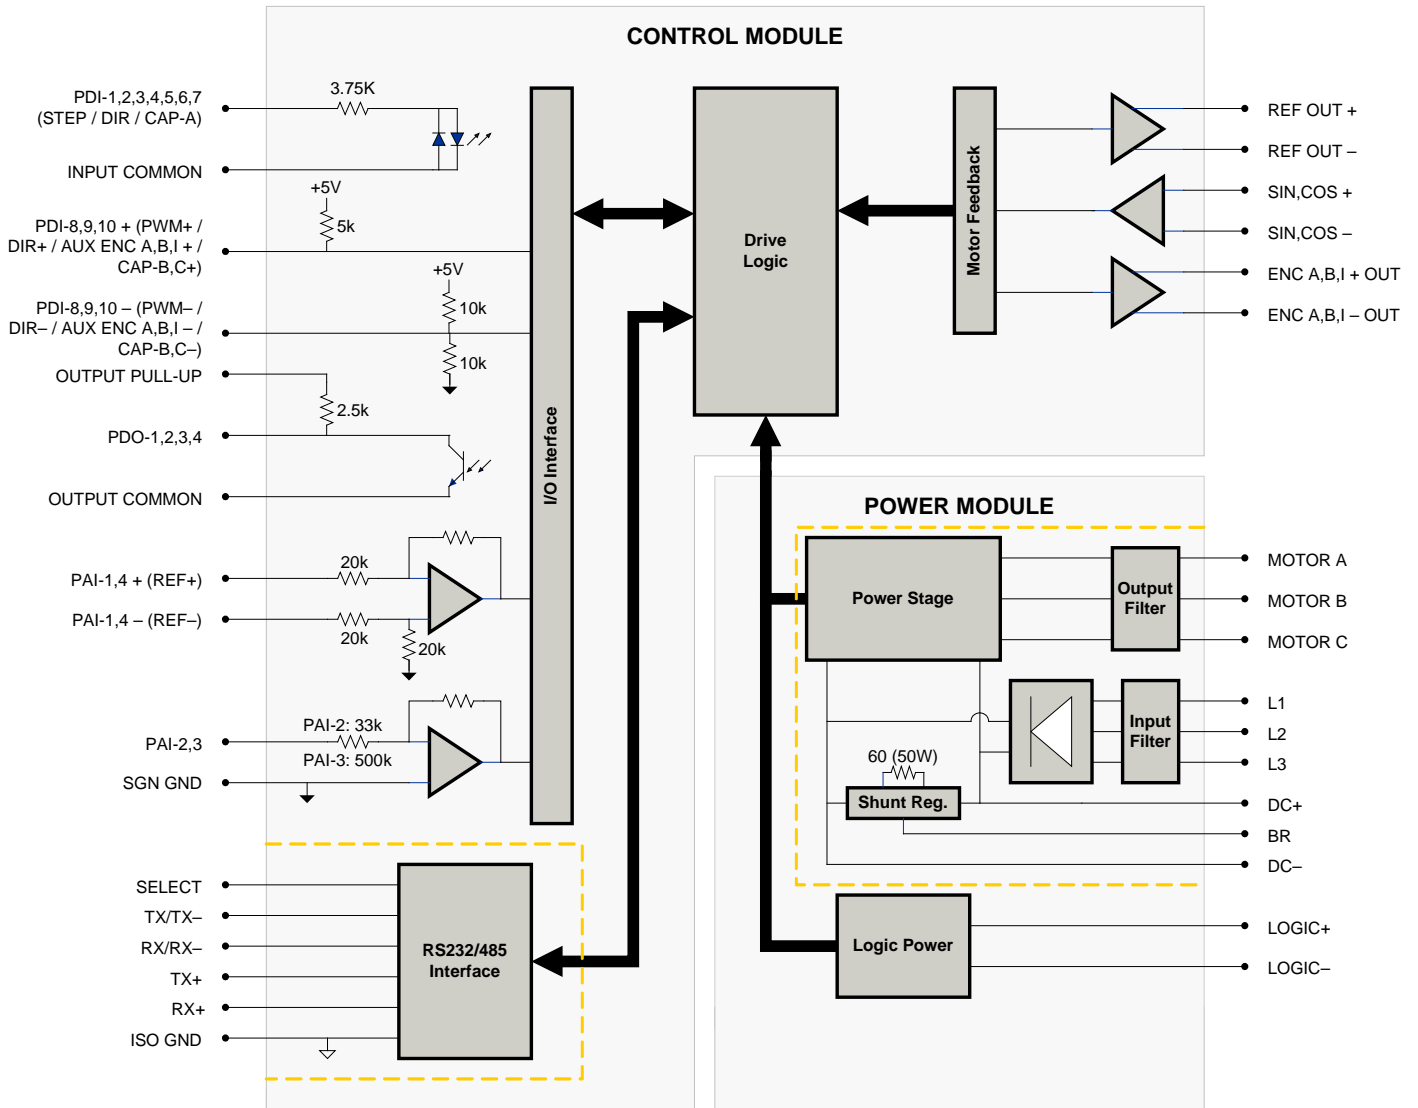 CONTROL MODULE
PDI-1,2,3,4,5,6,7
(STEP / DIR / CAP-A)
3.75K
INPUT COMMON
+5V
5k
PDI-8,9,10 + (PWM+ /
DIR+ / AUX ENC A,B,I + /
CAP-B,C+)
+5V
10k
PDI-8,9,10 – (PWM– /
DIR– / AUX ENC A,B,I – /
CAP-B,C–)
10k
OUTPUT PULL-UP
2.5k
PDO-1,2,3,4
OUTPUT COMMON
PAI-1,4 + (REF+)
20k
PAI-1,4 – (REF–)
20k
20k
PAI-2,3
PAI-2: 33k
PAI-3: 500k
SGN GND
I/O Interface
Drive
Logic
Motor Feedback
REF OUT +
REF OUT –
SIN,COS +
SIN,COS –
ENC A,B,I + OUT
ENC A,B,I – OUT
SELECT
TX/TX–
RX/RX–
TX+
RX+
ISO GND
RS232/485
Interface
POWER MODULE
Power Stage
Output
Filter
MOTOR A
MOTOR B
MOTOR C
Input
Filter
L1
L2
L3
60 (50W)
Shunt Reg.
DC+
BR
DC–
Logic Power
LOGIC+
LOGIC–